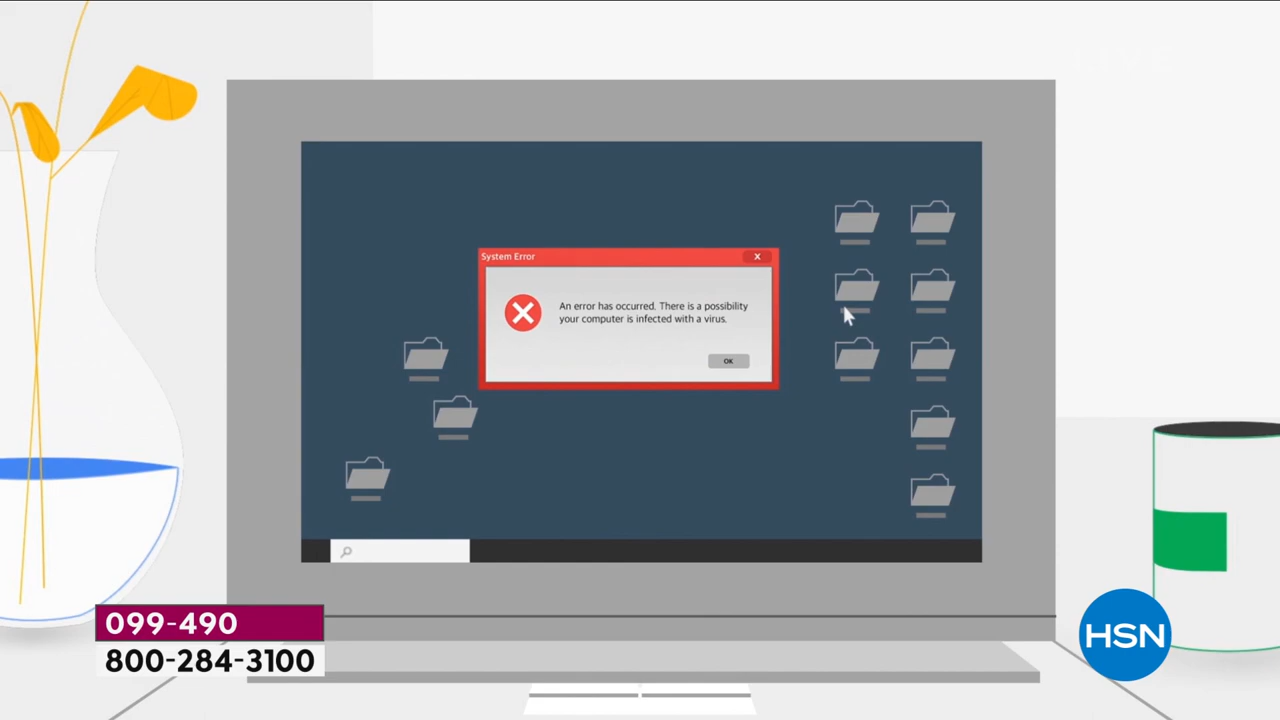 LIVE
System Error
X
An error has occurred. There is a possibility
your computer is infected with a virus.
OK
099-490
800-284-3100
HSN